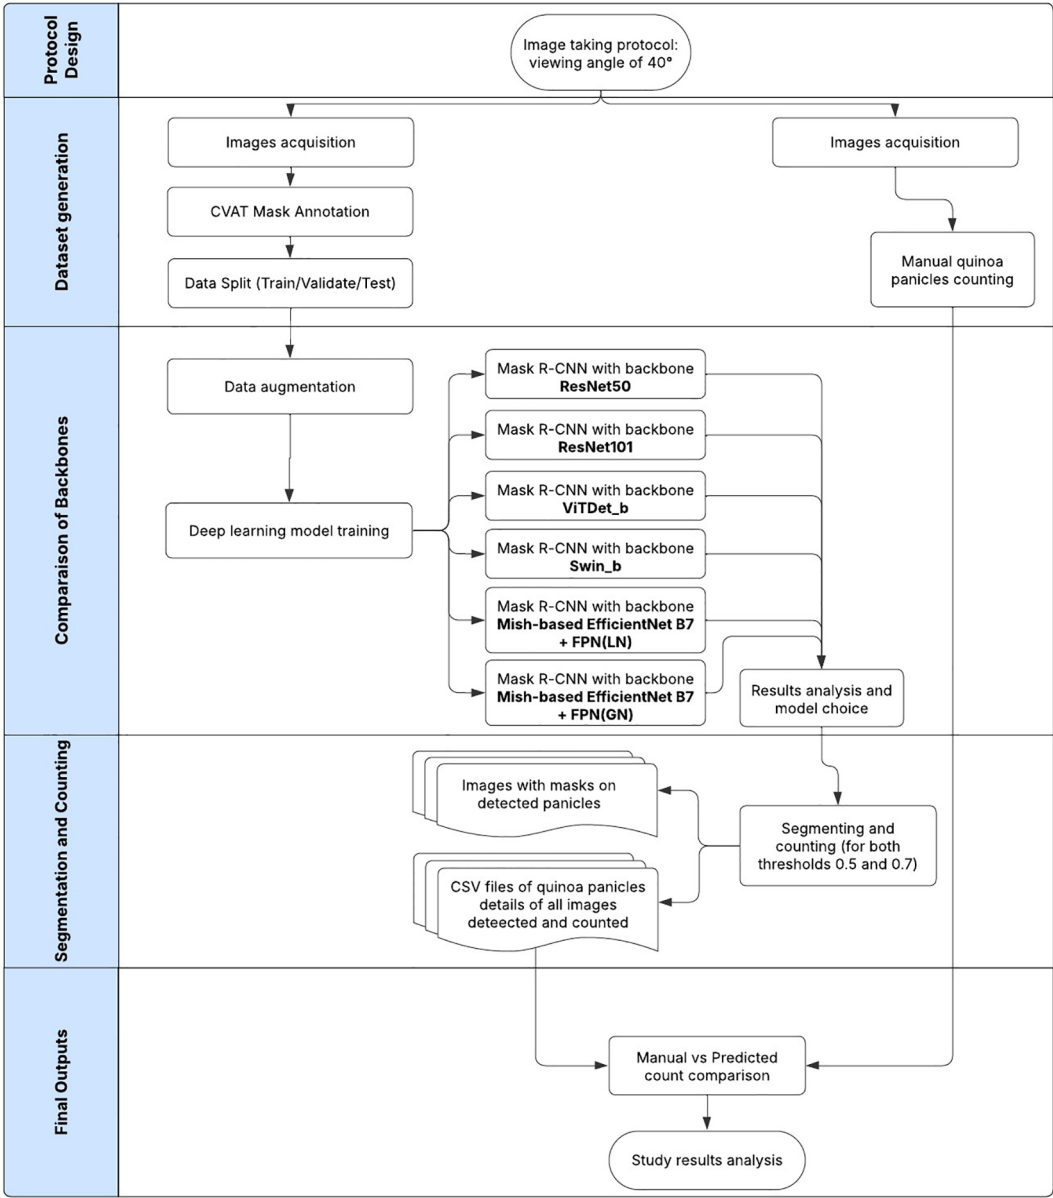 Protocol
Design
Image taking protocol:
viewing angle of 40°
Dataset generation
Images acquisition
Images acquisition
CVAT Mask Annotation
Data Split (Train/Validate/Test)
Manual quinoa
panicles counting
Comparaison of Backbones
Data augmentation
Deep learning model training
Mask R-CNN with backbone
ResNet50
Mask R-CNN with backbone
ResNet101
Mask R-CNN with backbone
ViTDet_b
Mask R-CNN with backbone
Swin_b
Mask R-CNN with backbone
Mish-based EfficientNet B7
+ FPN(LN)
Mask R-CNN with backbone
Mish-based EfficientNet B7
+ FPN(GN)
Results analysis and
model choice
Segmentation and Counting
Images with masks on
detected panicles
Segmenting and
counting (for both
thresholds 0.5 and 0.7)
CSV files of quinoa panicles
details of all images
deteected and counted
Final Outputs
Manual vs Predicted
count comparison
Study results analysis